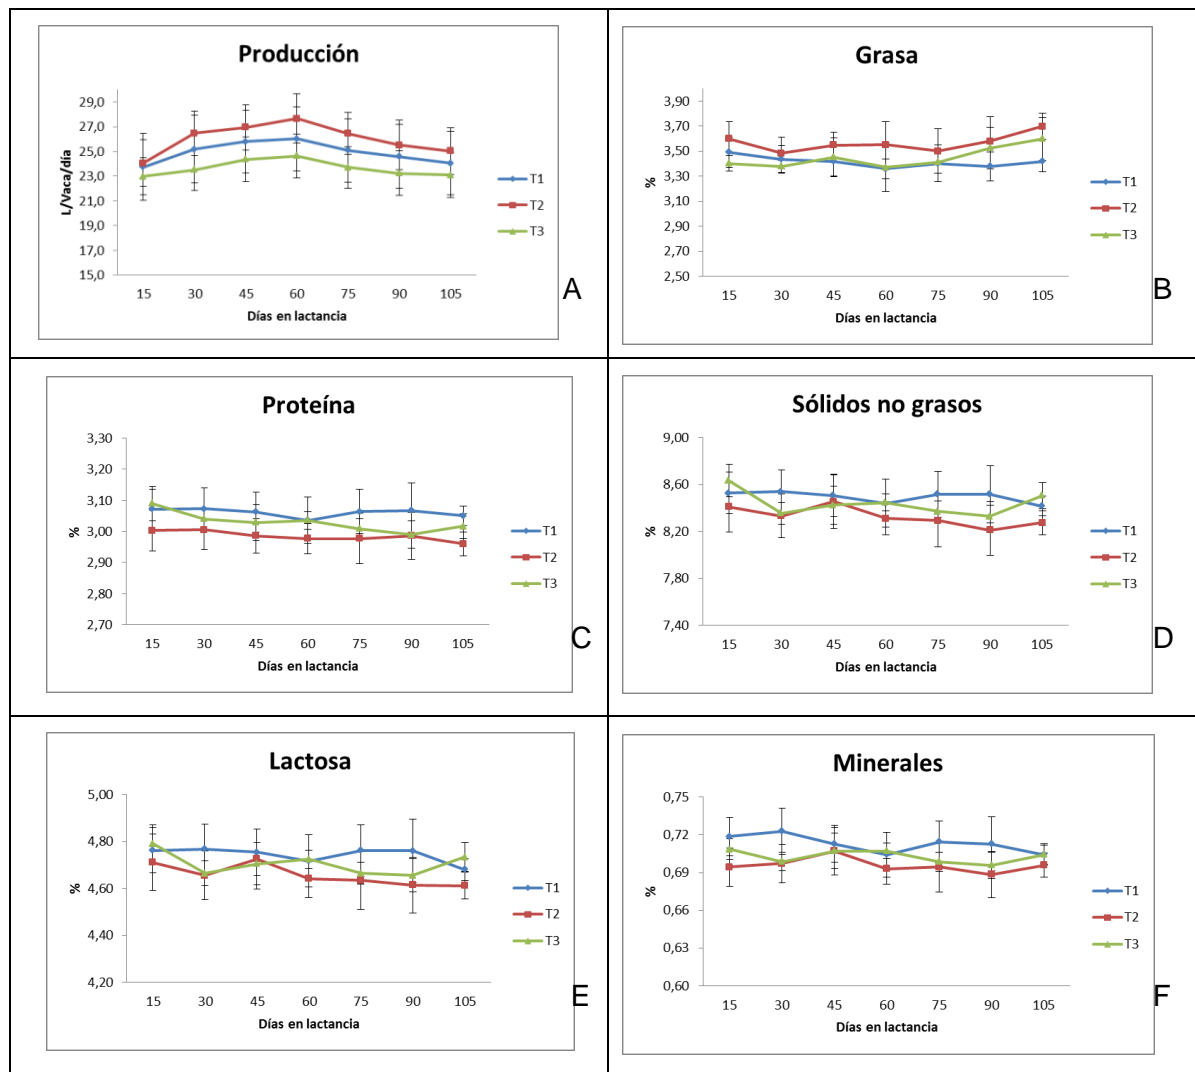 Producción
L/Vaca/día
29,0
27,0
25,0
23,0
21,0
19,0
17,0
15,0
15 30 45 60 75 90 105
Días en lactancia
T1
T2
T3
A
Grasa
%
3,90
3,70
3,50
3,30
3,10
2,90
2,70
2,50
15 30 45 60 75 90 105
Días en lactancia
T1
T2
T3
B
Proteína
%
3,30
3,20
3,10
3,00
2,90
2,80
2,70
15 30 45 60 75 90 105
Días en lactancia
T1
T2
T3
C
Sólidos no grasos
%
9,00
8,60
8,20
7,80
7,40
15 30 45 60 75 90 105
Días en lactancia
T1
T2
T3
D
Lactosa
%
5,00
4,80
4,60
4,40
4,20
15 30 45 60 75 90 105
Días en lactancia
T1
T2
T3
E
Minerales
%
0,75
0,72
0,69
0,66
0,63
0,60
15 30 45 60 75 90 105
Días en lactancia
T1
T2
T3
F